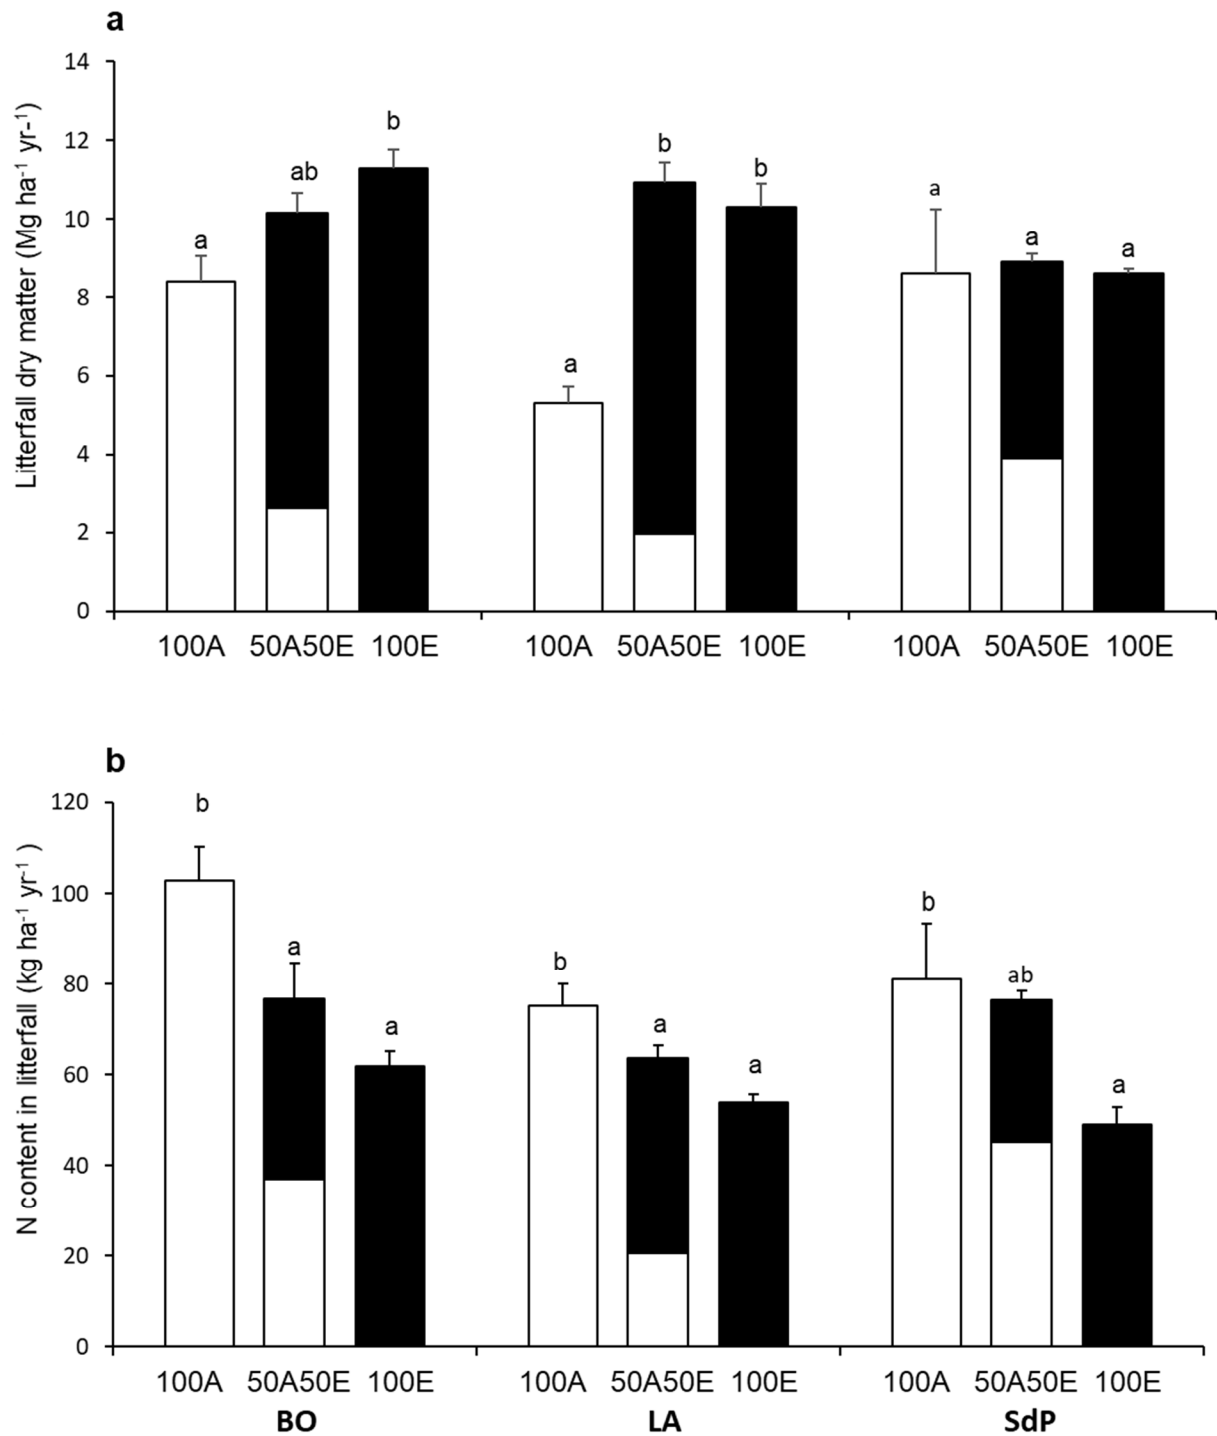 a
Litterfall dry matter (Mg ha⁻¹ yr-¹)
14
12
10
8
6
4
2
0
a
ab
b
a
b
b
a
a
a
100A 50A50E 100E 100A 50A50E 100E 100A 50A50E 100E
b
N content in litterfall (kg ha⁻¹ yr⁻¹ )
120
100
80
60
40
20
0
b
a
a
b
a
a
b
ab
a
100A 50A50E 100E 100A 50A50E 100E 100A 50A50E 100E
BO LA SdP